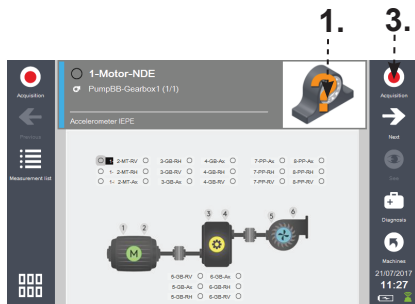 1.
3.
Acquisition
Previous
Measurement list
1-Motor-NDE
PumpBB-Gearbox1 (1/1)
Accelerometer IEPE
?
Acquisition
Next
Diagnosis
Machines
21/07/2017
11:27
1- 2-MT-RV 3-GB-RH 4-GB-Ax 7-PP-Ax 8-PP-Ax
1- 2-MT-RH 3-GB-RV 4-GB-RH 7-PP-RH 8-PP-RH
1- 2-MT-Ax 3-GB-Ax 4-GB-RV 7-PP-RV 8-PP-RV
1 2 3 4 5 6
M
5-GB-RV 6-GB-Ax
5-GB-Ax 6-GB-RH
5-GB-RH 6-GB-RV